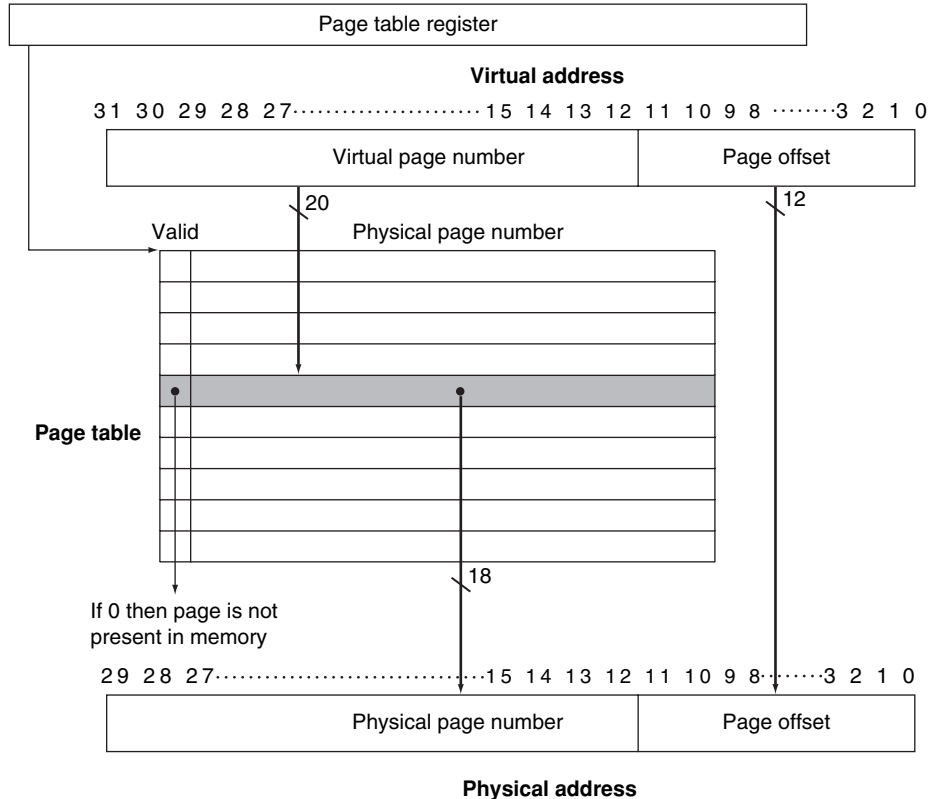 Page table register
Virtual address
31 30 29 28 27····················15 14 13 12 11 10 9 8 ········3 2 1 0
Virtual page number
Page offset
20
12
Valid
Physical page number
Page table
18
If 0 then page is not
present in memory
29 28 27···························15 14 13 12 11 10 9 8········3 2 1 0
Physical page number
Page offset
Physical address